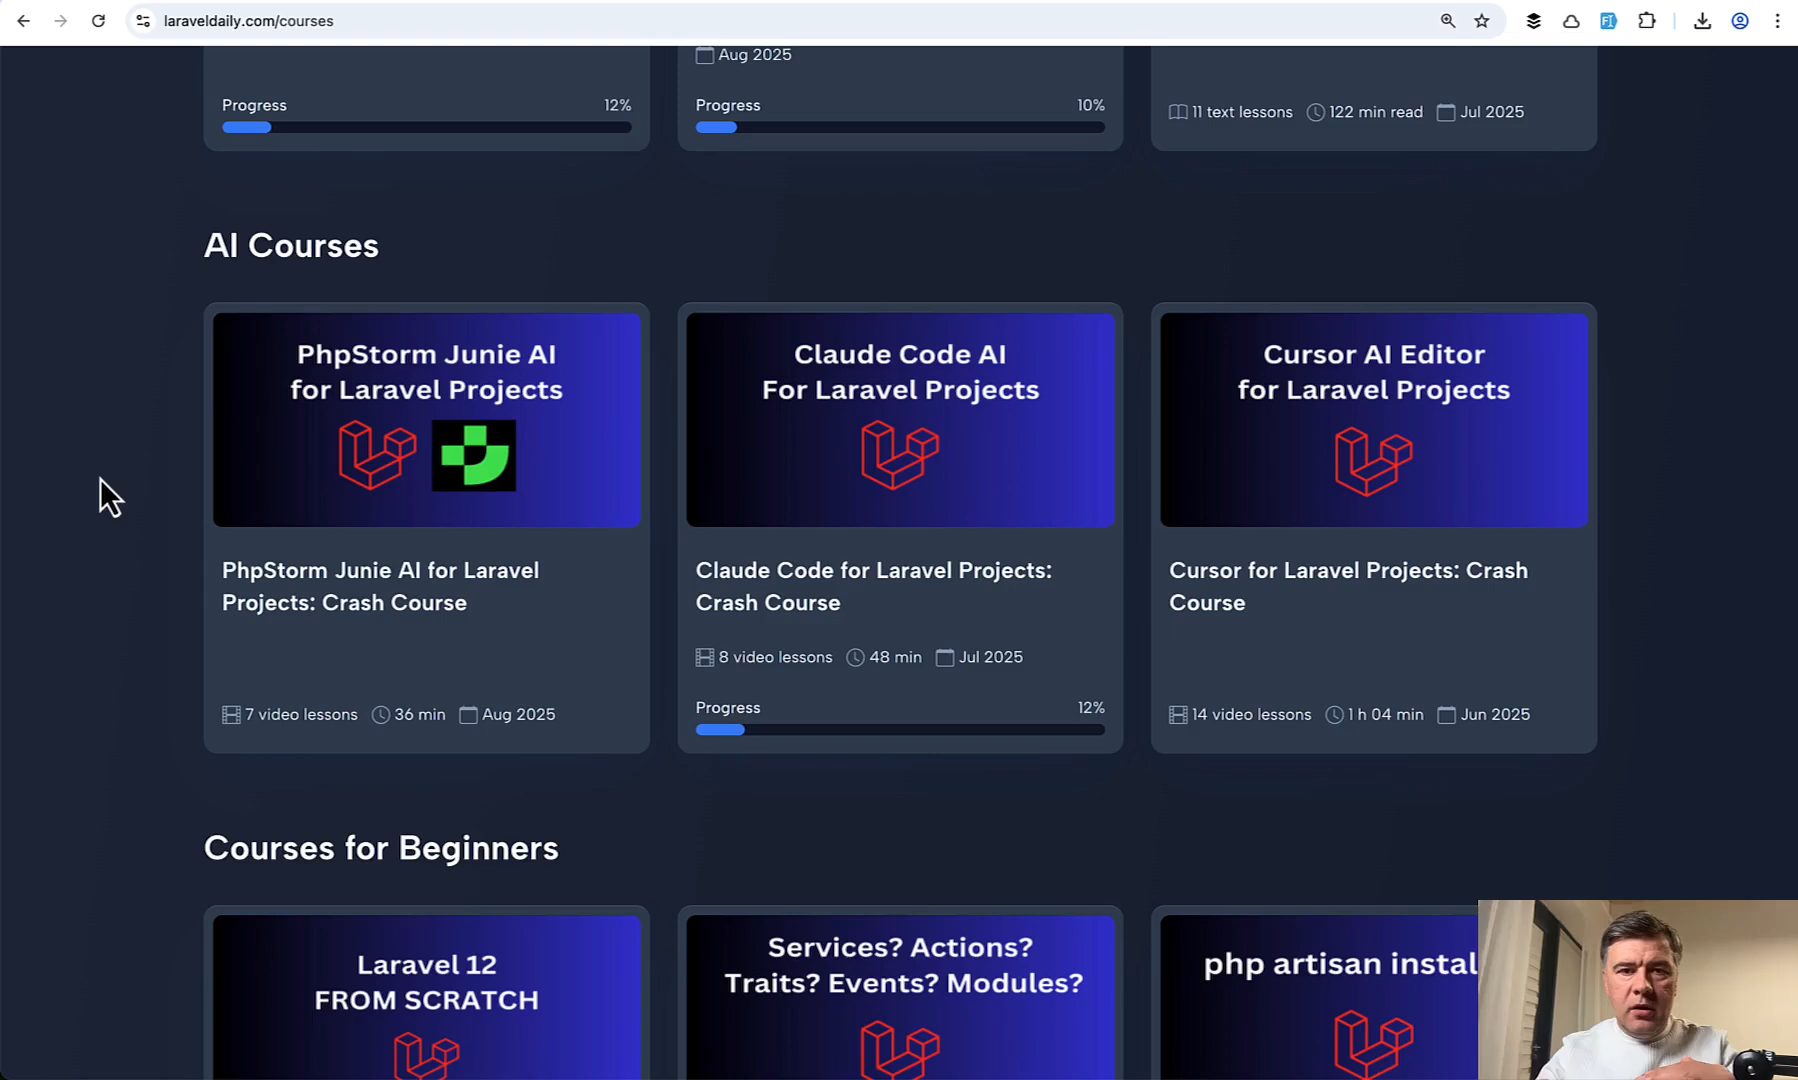 laraveldaily.com/courses
Aug 2025
Progress 12%
Progress 10%
11 text lessons 122 min read Jul 2025
AI Courses
PhpStorm Junie AI
for Laravel Projects
Claude Code AI
For Laravel Projects
Cursor AI Editor
for Laravel Projects
PhpStorm Junie AI for Laravel
Projects: Crash Course
7 video lessons 36 min Aug 2025
Claude Code for Laravel Projects:
Crash Course
8 video lessons 48 min Jul 2025
Progress 12%
Cursor for Laravel Projects: Crash
Course
14 video lessons 1 h 04 min Jun 2025
Courses for Beginners
Laravel 12
FROM SCRATCH
Services? Actions?
Traits? Events? Modules?
php artisan instal